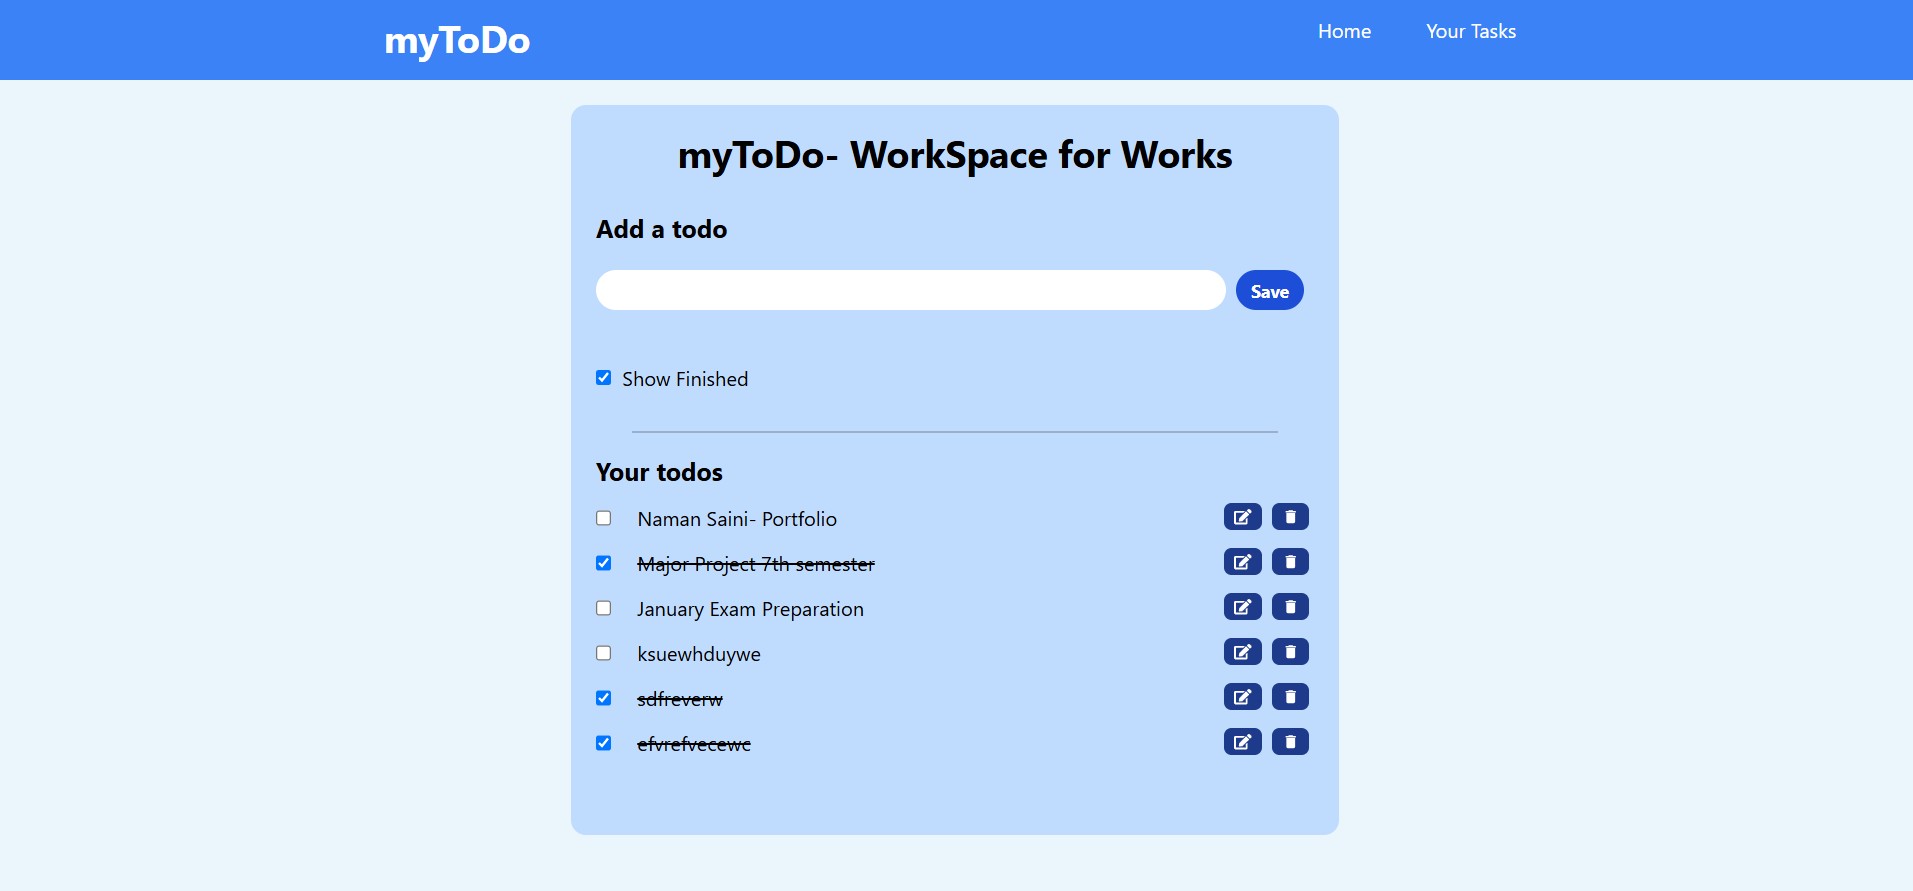 myToDo
Home
Your Tasks
myToDo- WorkSpace for Works
Add a todo
Save
Show Finished
Your todos
Naman Saini- Portfolio
Major Project 7th semester
January Exam Preparation
ksuewhduywe
sdfreverw
efvrefvecewc